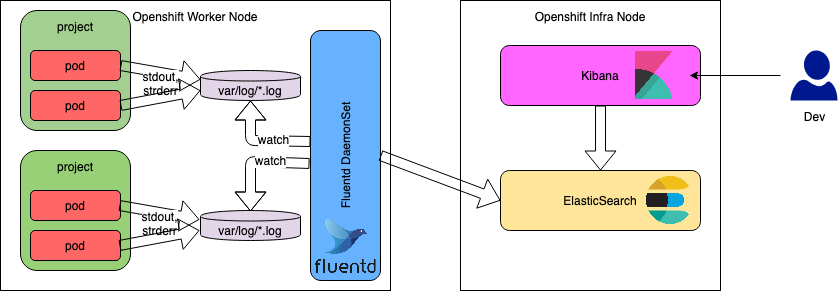 Openshift Worker Node
project
pod
pod
stdout,
strderr
var/log/*.log
watch
watch
project
pod
pod
stdout,
strderr
var/log/*.log
Fluentd DaemonSet
fluentd
Openshift Infra Node
Kibana
ElasticSearch
Dev